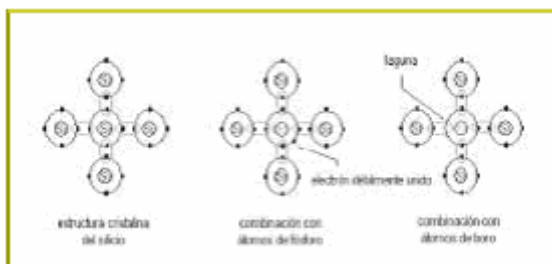 laguna
electrón débilmente unido
estructura cristalina
del silicio
combinación con
átomos de fósforo
combinación con
átomos de boro